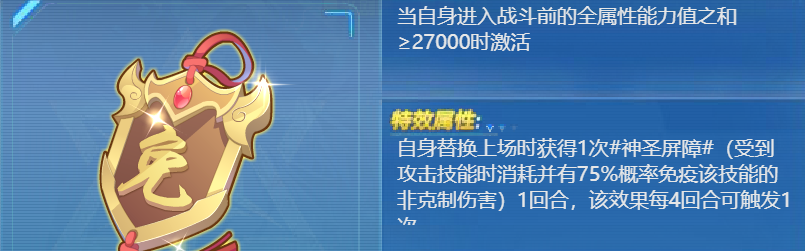 当自身进入战斗前的全属性能力值之和
≥27000时激活
特效属性:
自身替换上场时获得1次#神圣屏障#（受到
攻击技能时消耗并有75%概率免疫该技能的
非克制伤害）1回合，该效果每4回合可触发1
次